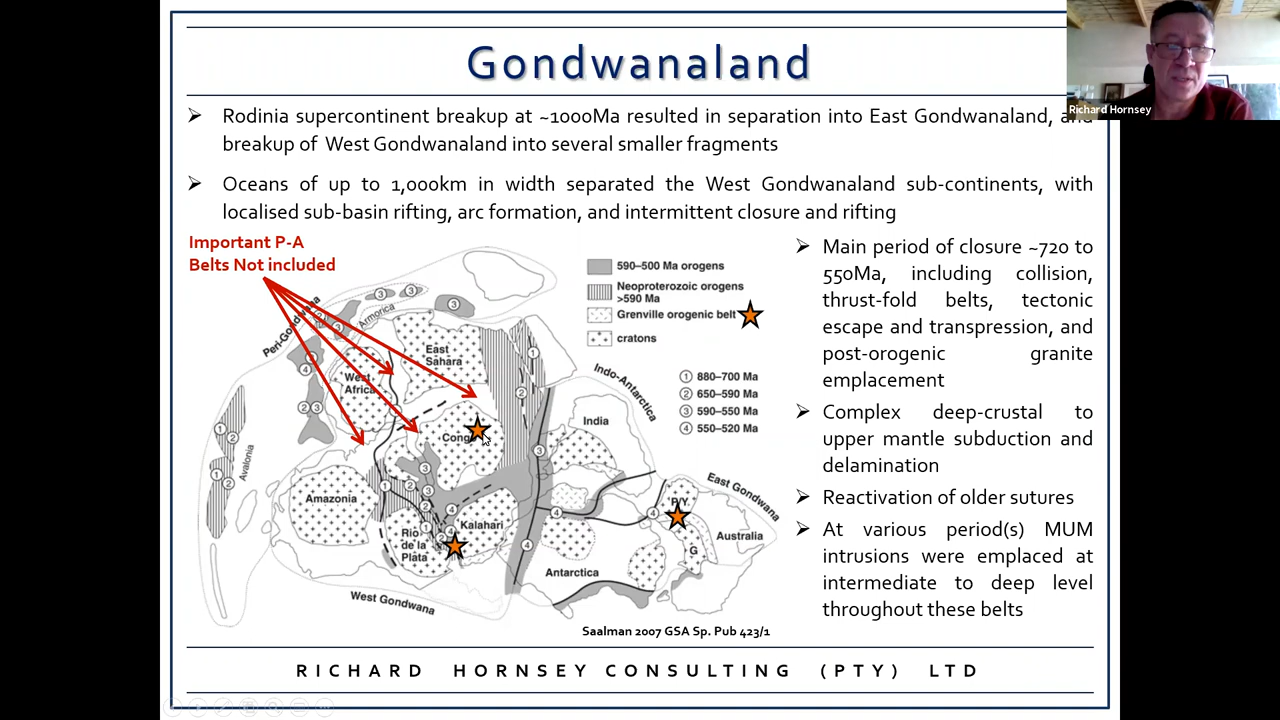 Gondwanaland
Richard Hornsey
Rodinia supercontinent breakup at ~1000Ma resulted in separation into East Gondwanaland, and
breakup of West Gondwanaland into several smaller fragments
Oceans of up to 1,000km in width separated the West Gondwanaland sub-continents, with
localised sub-basin rifting, arc formation, and intermittent closure and rifting
Important P-A
Belts Not included
Main period of closure ~720 to
550Ma, including collision,
thrust-fold belts, tectonic
escape and transpression, and
post-orogenic granite
emplacement
Complex deep-crustal to
upper mantle subduction and
delamination
Reactivation of older sutures
At various period(s) MUM
intrusions were emplaced at
intermediate to deep level
throughout these belts
590–500 Ma orogens
Neoproterozoic orogens
>590 Ma
Grenville orogenic belt
cratons
1 880–700 Ma
2 650–590 Ma
3 590–550 Ma
4 550–520 Ma
Peri-Gondwana
Armorica
East
Sahara
West
Africa
Indo-Antarctica
India
Avalonia
Amazonia
Rio
de la
Plata
Kalahari
P/Y
G
East Gondwana
Australia
Antarctica
West Gondwana
Saalman 2007 GSA Sp. Pub 423/1
RICHARD HORNSEY CONSULTING (PTY) LTD